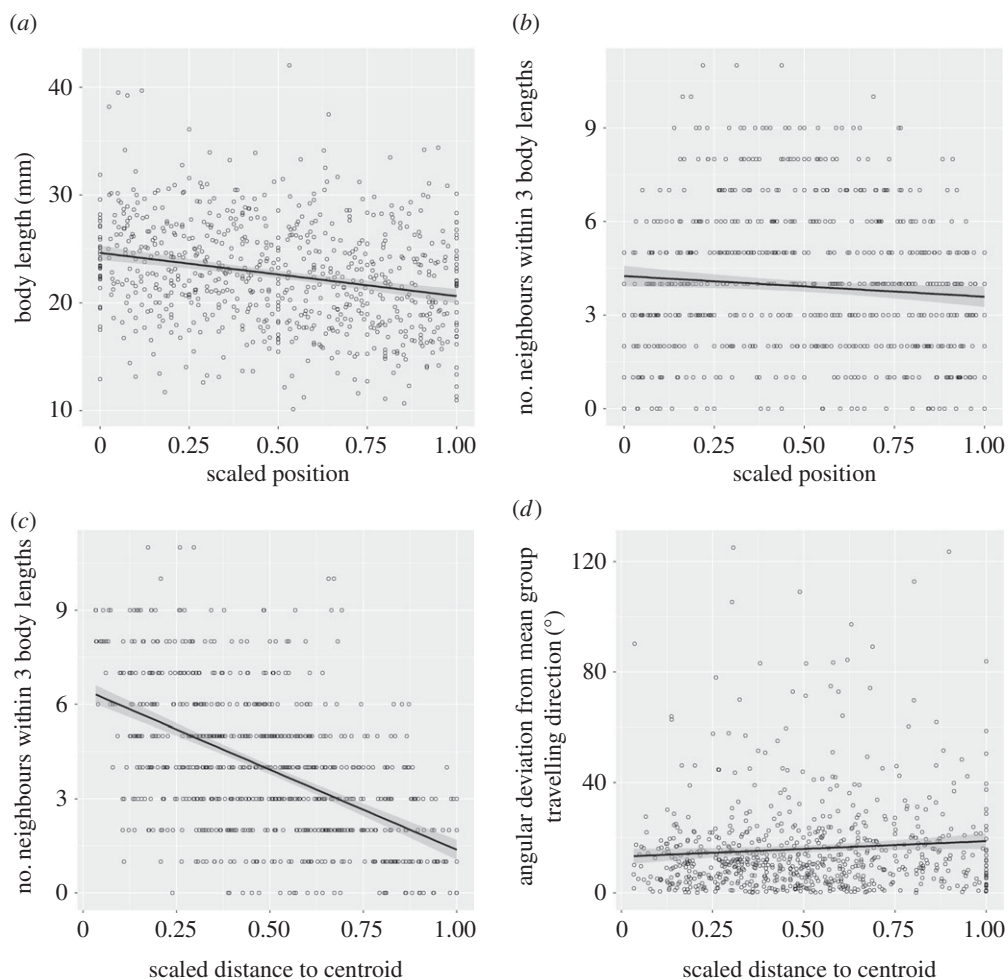 (a)
body length (mm)
40
30
20
10
0 0.25 0.50 0.75 1.00
scaled position
(b)
no. neighbours within 3 body lengths
9
6
3
0
0 0.25 0.50 0.75 1.00
scaled position
(c)
no. neighbours within 3 body lengths
9
6
3
0
0 0.25 0.50 0.75 1.00
scaled distance to centroid
(d)
angular deviation from mean group
travelling direction (°)
120
80
40
0
0 0.25 0.50 0.75 1.00
scaled distance to centroid